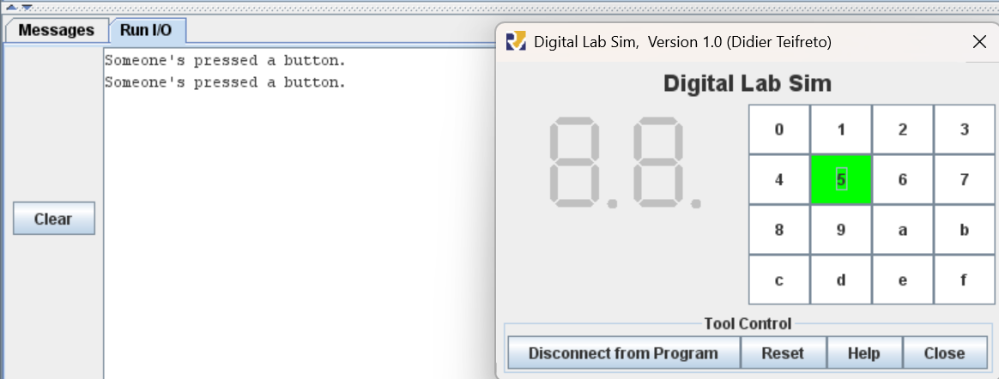 Messages
Run I/O
Someone's pressed a button.
Someone's pressed a button.
Clear
Digital Lab Sim, Version 1.0 (Didier Teifreto)
Digital Lab Sim
8.8.
0 1 2 3
4 5 6 7
8 9 a b
c d e f
Tool Control
Disconnect from Program Reset Help Close